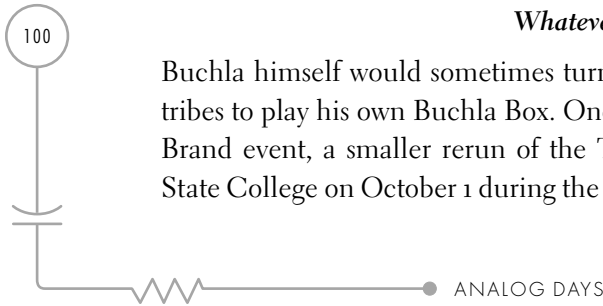 100
Buchla himself would sometimes turn
tribes to play his own Buchla Box.
Brand event, a smaller rerun of the
State College on October 1 during the
ANALOG DAYS